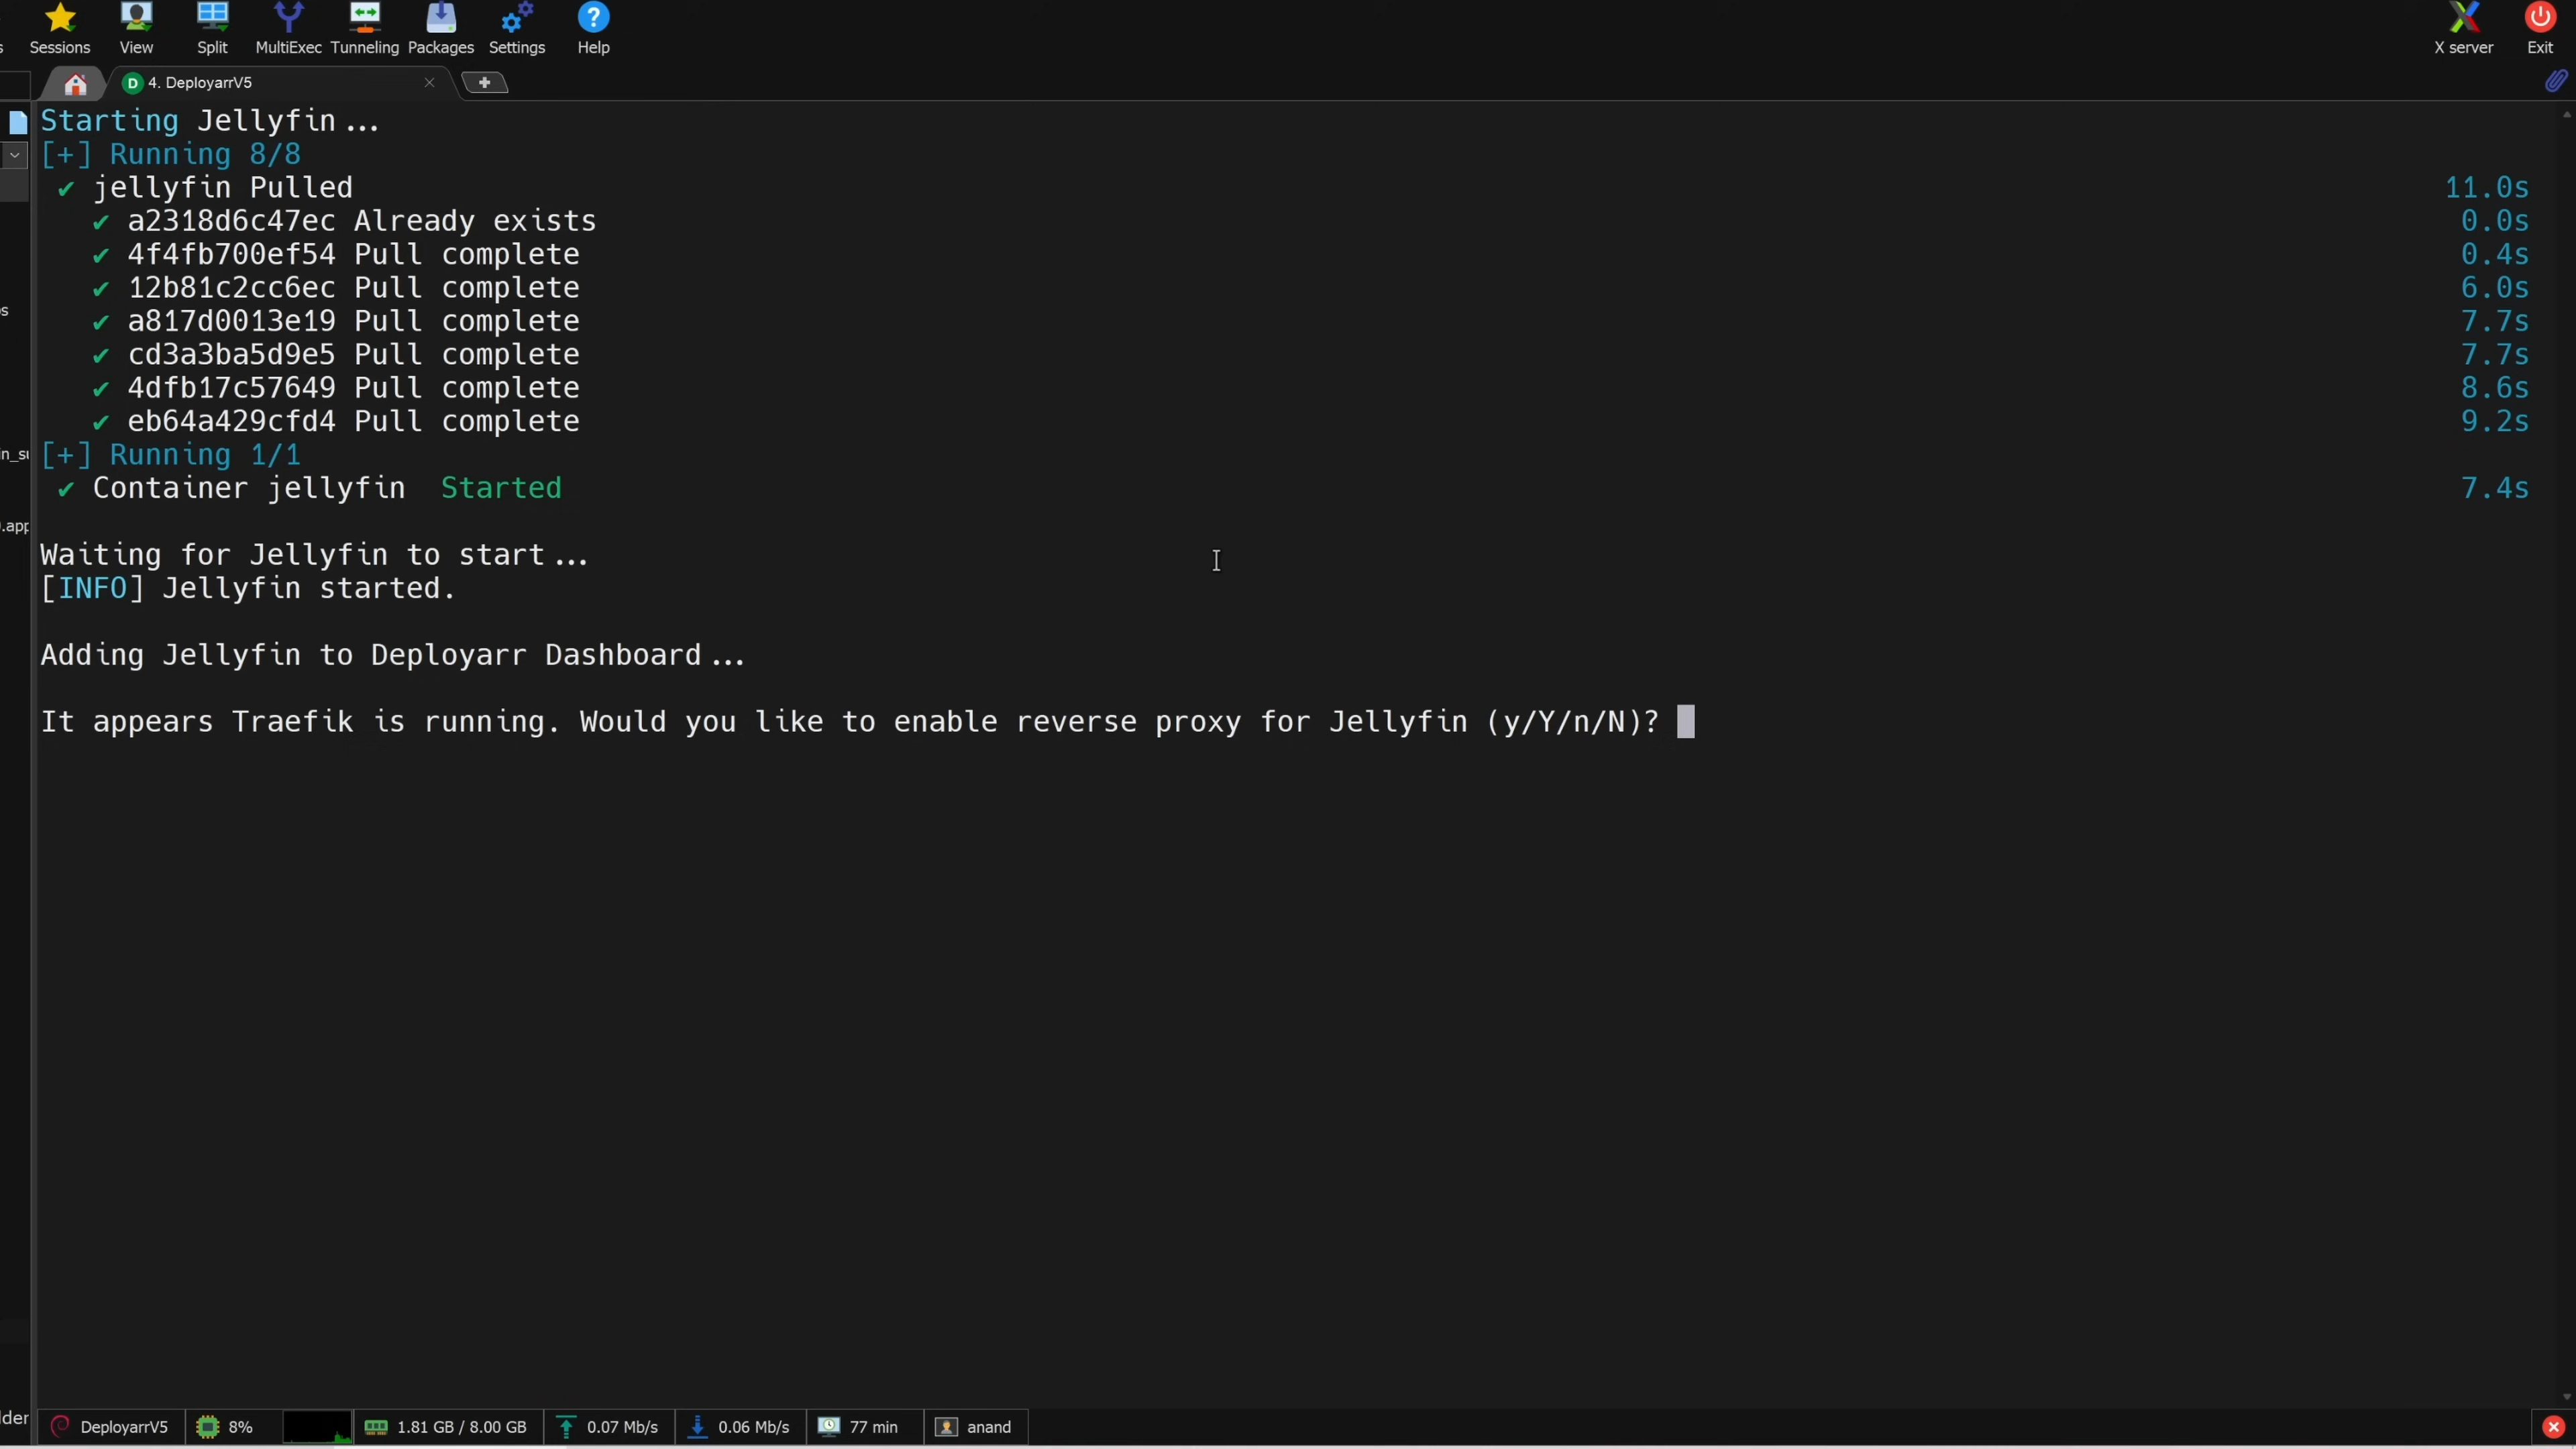 s Sessions View Split MultiExec Tunneling Packages Settings ? Help X server Exit
D 4. DeployarrV5 × +
Starting Jellyfin...
[+] Running 8/8
✔ jellyfin Pulled 11.0s
✔ a2318d6c47ec Already exists 0.0s
✔ 4f4fb700ef54 Pull complete 0.4s
✔ 12b81c2cc6ec Pull complete 6.0s
✔ a817d0013e19 Pull complete 7.7s
✔ cd3a3ba5d9e5 Pull complete 7.7s
✔ 4dfb17c57649 Pull complete 8.6s
✔ eb64a429cfd4 Pull complete 9.2s
[+] Running 1/1
✔ Container jellyfin Started 7.4s
Waiting for Jellyfin to start...
[INFO] Jellyfin started.
Adding Jellyfin to Deployarr Dashboard...
It appears Traefik is running. Would you like to enable reverse proxy for Jellyfin (y/Y/n/N)?
DeployarrV5 8% 1.81 GB / 8.00 GB 0.07 Mb/s 0.06 Mb/s 77 min anand